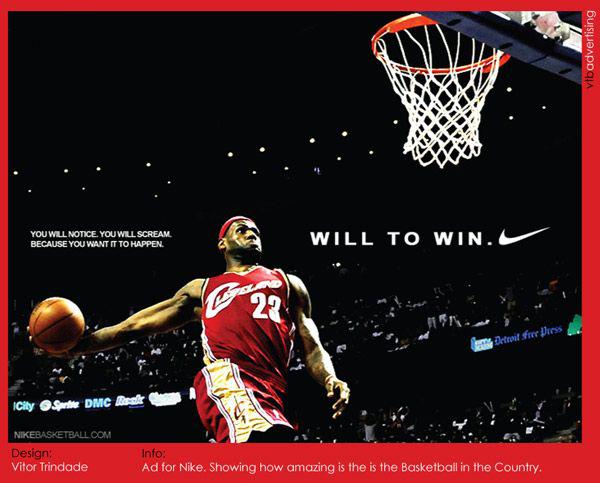 vtbadvertising
YOU WILL NOTICE. YOU WILL SCREAM.
BECAUSE YOU WANT IT TO HAPPEN.
WILL TO WIN.
CLEVELAND
23
Detroit Free Press
City
Sprite
DMC
NIKEBASKETBALL.COM
Design:
Vitor Trindade
Info:
Ad for Nike. Showing how amazing is the is the Basketball in the Country.